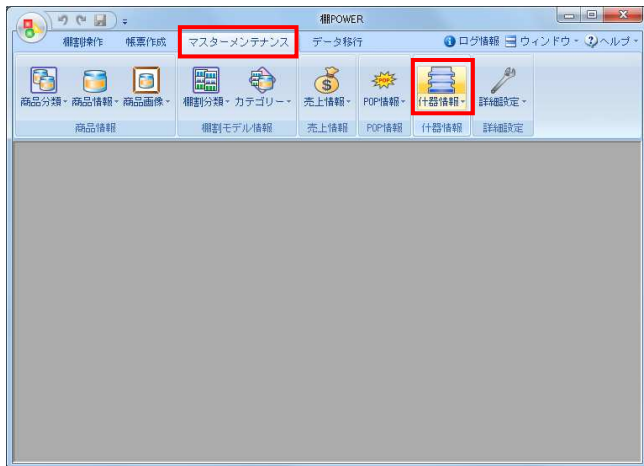 棚POWER
棚割操作 帳票作成 マスターメンテナンス データ移行 ログ情報 ウィンドウ ヘルプ
商品分類 商品情報 商品画像 棚割分類 カテゴリー 売上情報 POP情報 什器情報 詳細設定
商品情報 棚割モデル情報 売上情報 POP情報 什器情報 詳細設定